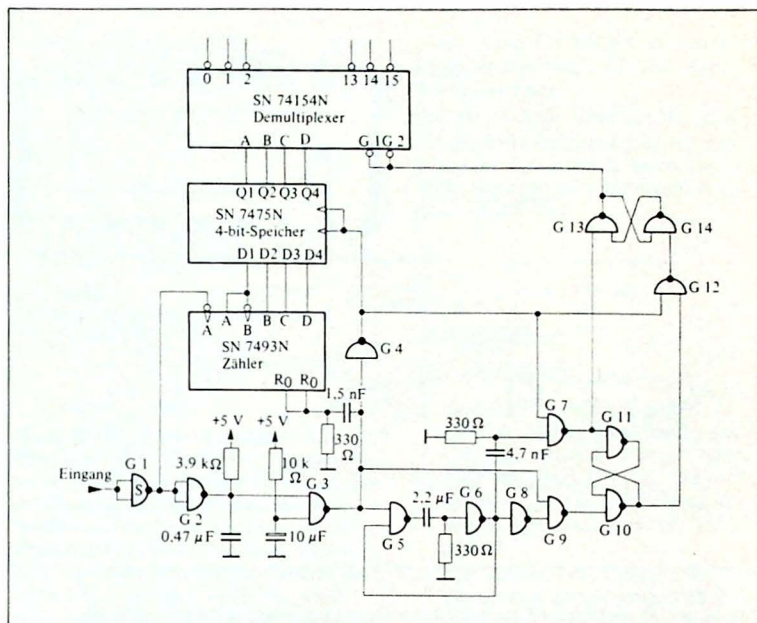 0 1 2 13 14 15
SN 74154N
Demultiplexer
A B C D G 1 G 2
Q1 Q2 Q3 Q4
SN 7475N
4-bit-Speicher
D1 D2 D3 D4
G 13
G 14
G 12
A A B B C D
SN 7493N
Zähler
R0 R0
G 4
1,5 nF
330
Ω
+5 V
+5 V
3.9 kΩ
10 k
Ω
Eingang
G 1
S
G 2
0,47 µF
10 µF
G 3
330 Ω
G 7
4.7 nF
G 11
2.2 µF
G 5
G 6
G 8
G 9
G 10
330 Ω